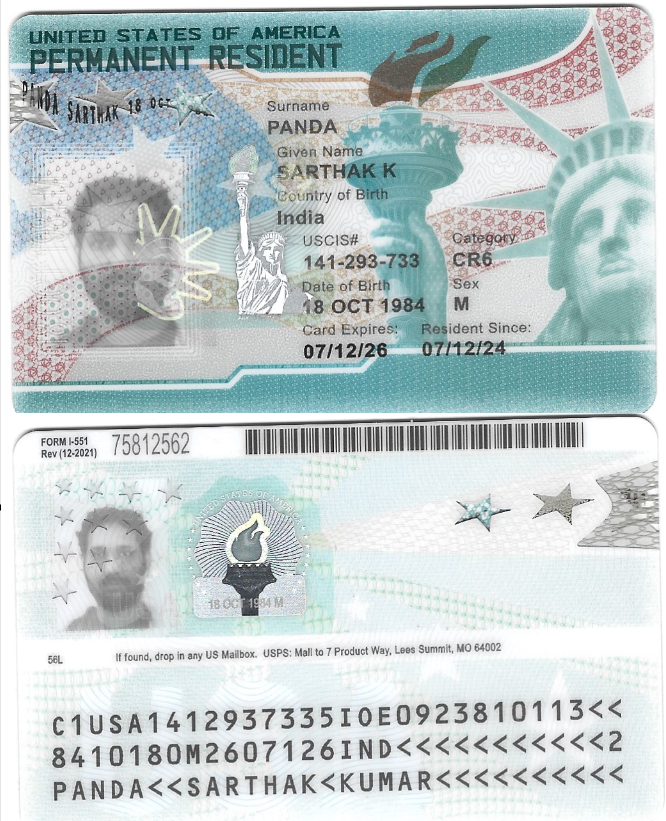 UNITED STATES OF AMERICA
PERMANENT RESIDENT
PANDA SARTHAK 18 OCT
Surname
PANDA
Given Name
SARTHAK K
Country of Birth
India
USCIS# Category
141-293-733 CR6
Date of Birth Sex
18 OCT 1984 M
Card Expires: Resident Since:
07/12/26 07/12/24
FORM I-551 75812562
Rev (12-2021)
UNITED STATES OF AMERICA
18 OCT 1984 M
56L If found, drop in any US Mailbox. USPS: Mail to 7 Product Way, Lees Summit, MO 64002
C1USA1412937335IOE0923810113<<
8410180M2607126IND<<<<<<<<<<<2
PANDA<<SARTHAK<KUMAR<<<<<<<<<<